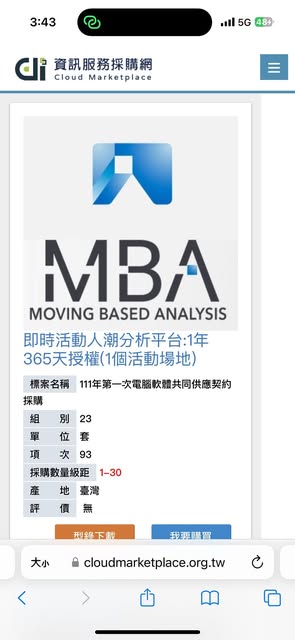 3:43
5G 48+
資訊服務採購網
Cloud Marketplace
MBA
MOVING BASED ANALYSIS
即時活動人潮分析平台:1年
365天授權(1個活動場地)
標案名稱 111年第一次電腦軟體共同供應契約
採購
組 別 23
單 位 套
項 次 93
採購數量級距 1–30
產 地 臺灣
評 價 無
型錄下載 我要購買
大小 cloudmarketplace.org.tw